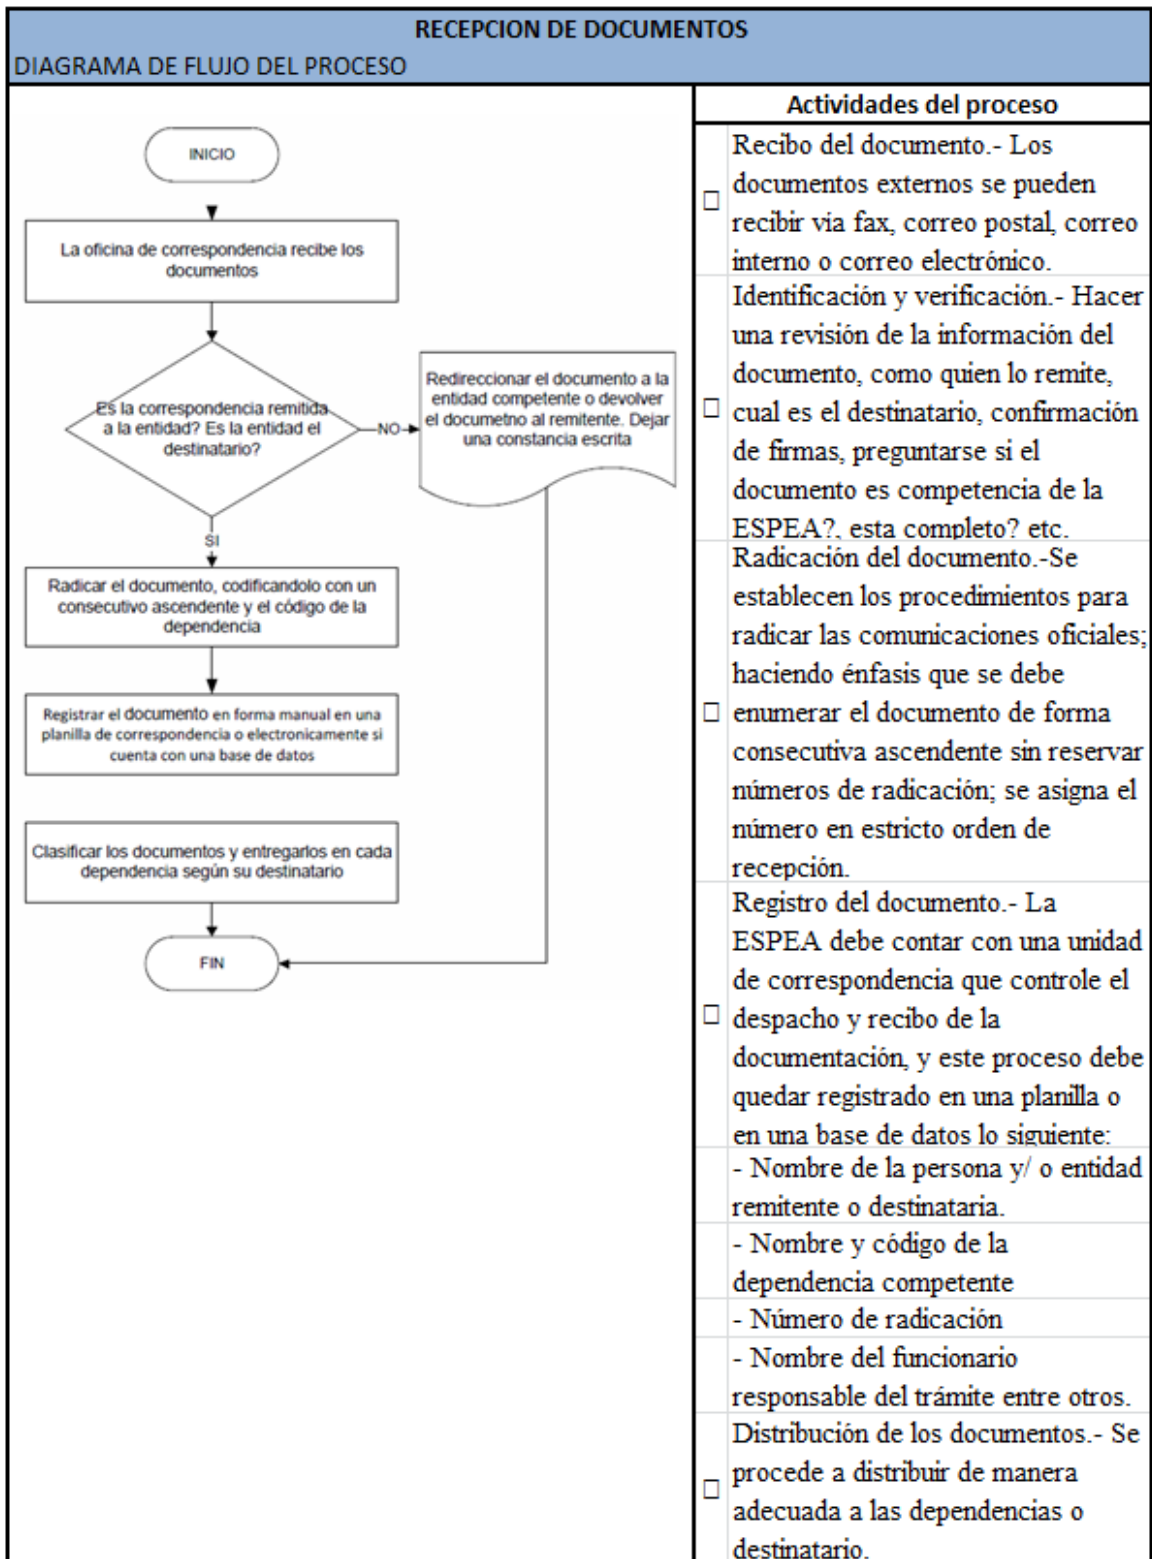 RECEPCION DE DOCUMENTOS
DIAGRAMA DE FLUJO DEL PROCESO
INICIO
La oficina de correspondencia recibe los
documentos
Es la correspondencia remitida
a la entidad? Es la entidad el
destinatario?
NO
Redireccionar el documento a la
entidad competente o devolver
el documetno al remitente. Dejar
una constancia escrita
SI
Radicar el documento, codificandolo con un
consecutivo ascendente y el código de la
dependencia
Registrar el documento en forma manual en una
planilla de correspondencia o electronicamente si
cuenta con una base de datos
Clasificar los documentos y entregarlos en cada
dependencia según su destinatario
FIN
Actividades del proceso
Recibo del documento.- Los
documentos externos se pueden
recibir vía fax, correo postal, correo
interno o correo electrónico.
Identificación y verificación.- Hacer
una revisión de la información del
documento, como quien lo remite,
cual es el destinatario, confirmación
de firmas, preguntarse si el
documento es competencia de la
ESPEA?, esta completo? etc.
Radicación del documento.-Se
establecen los procedimientos para
radicar las comunicaciones oficiales;
haciendo énfasis que se debe
enumerar el documento de forma
consecutiva ascendente sin reservar
números de radicación; se asigna el
número en estricto orden de
recepción.
Registro del documento.- La
ESPEA debe contar con una unidad
de correspondencia que controle el
despacho y recibo de la
documentación, y este proceso debe
quedar registrado en una planilla o
en una base de datos lo siguiente:
- Nombre de la persona y/ o entidad
remitente o destinataria.
- Nombre y código de la
dependencia competente
- Número de radicación
- Nombre del funcionario
responsable del trámite entre otros.
Distribución de los documentos.- Se
procede a distribuir de manera
adecuada a las dependencias o
destinatario.